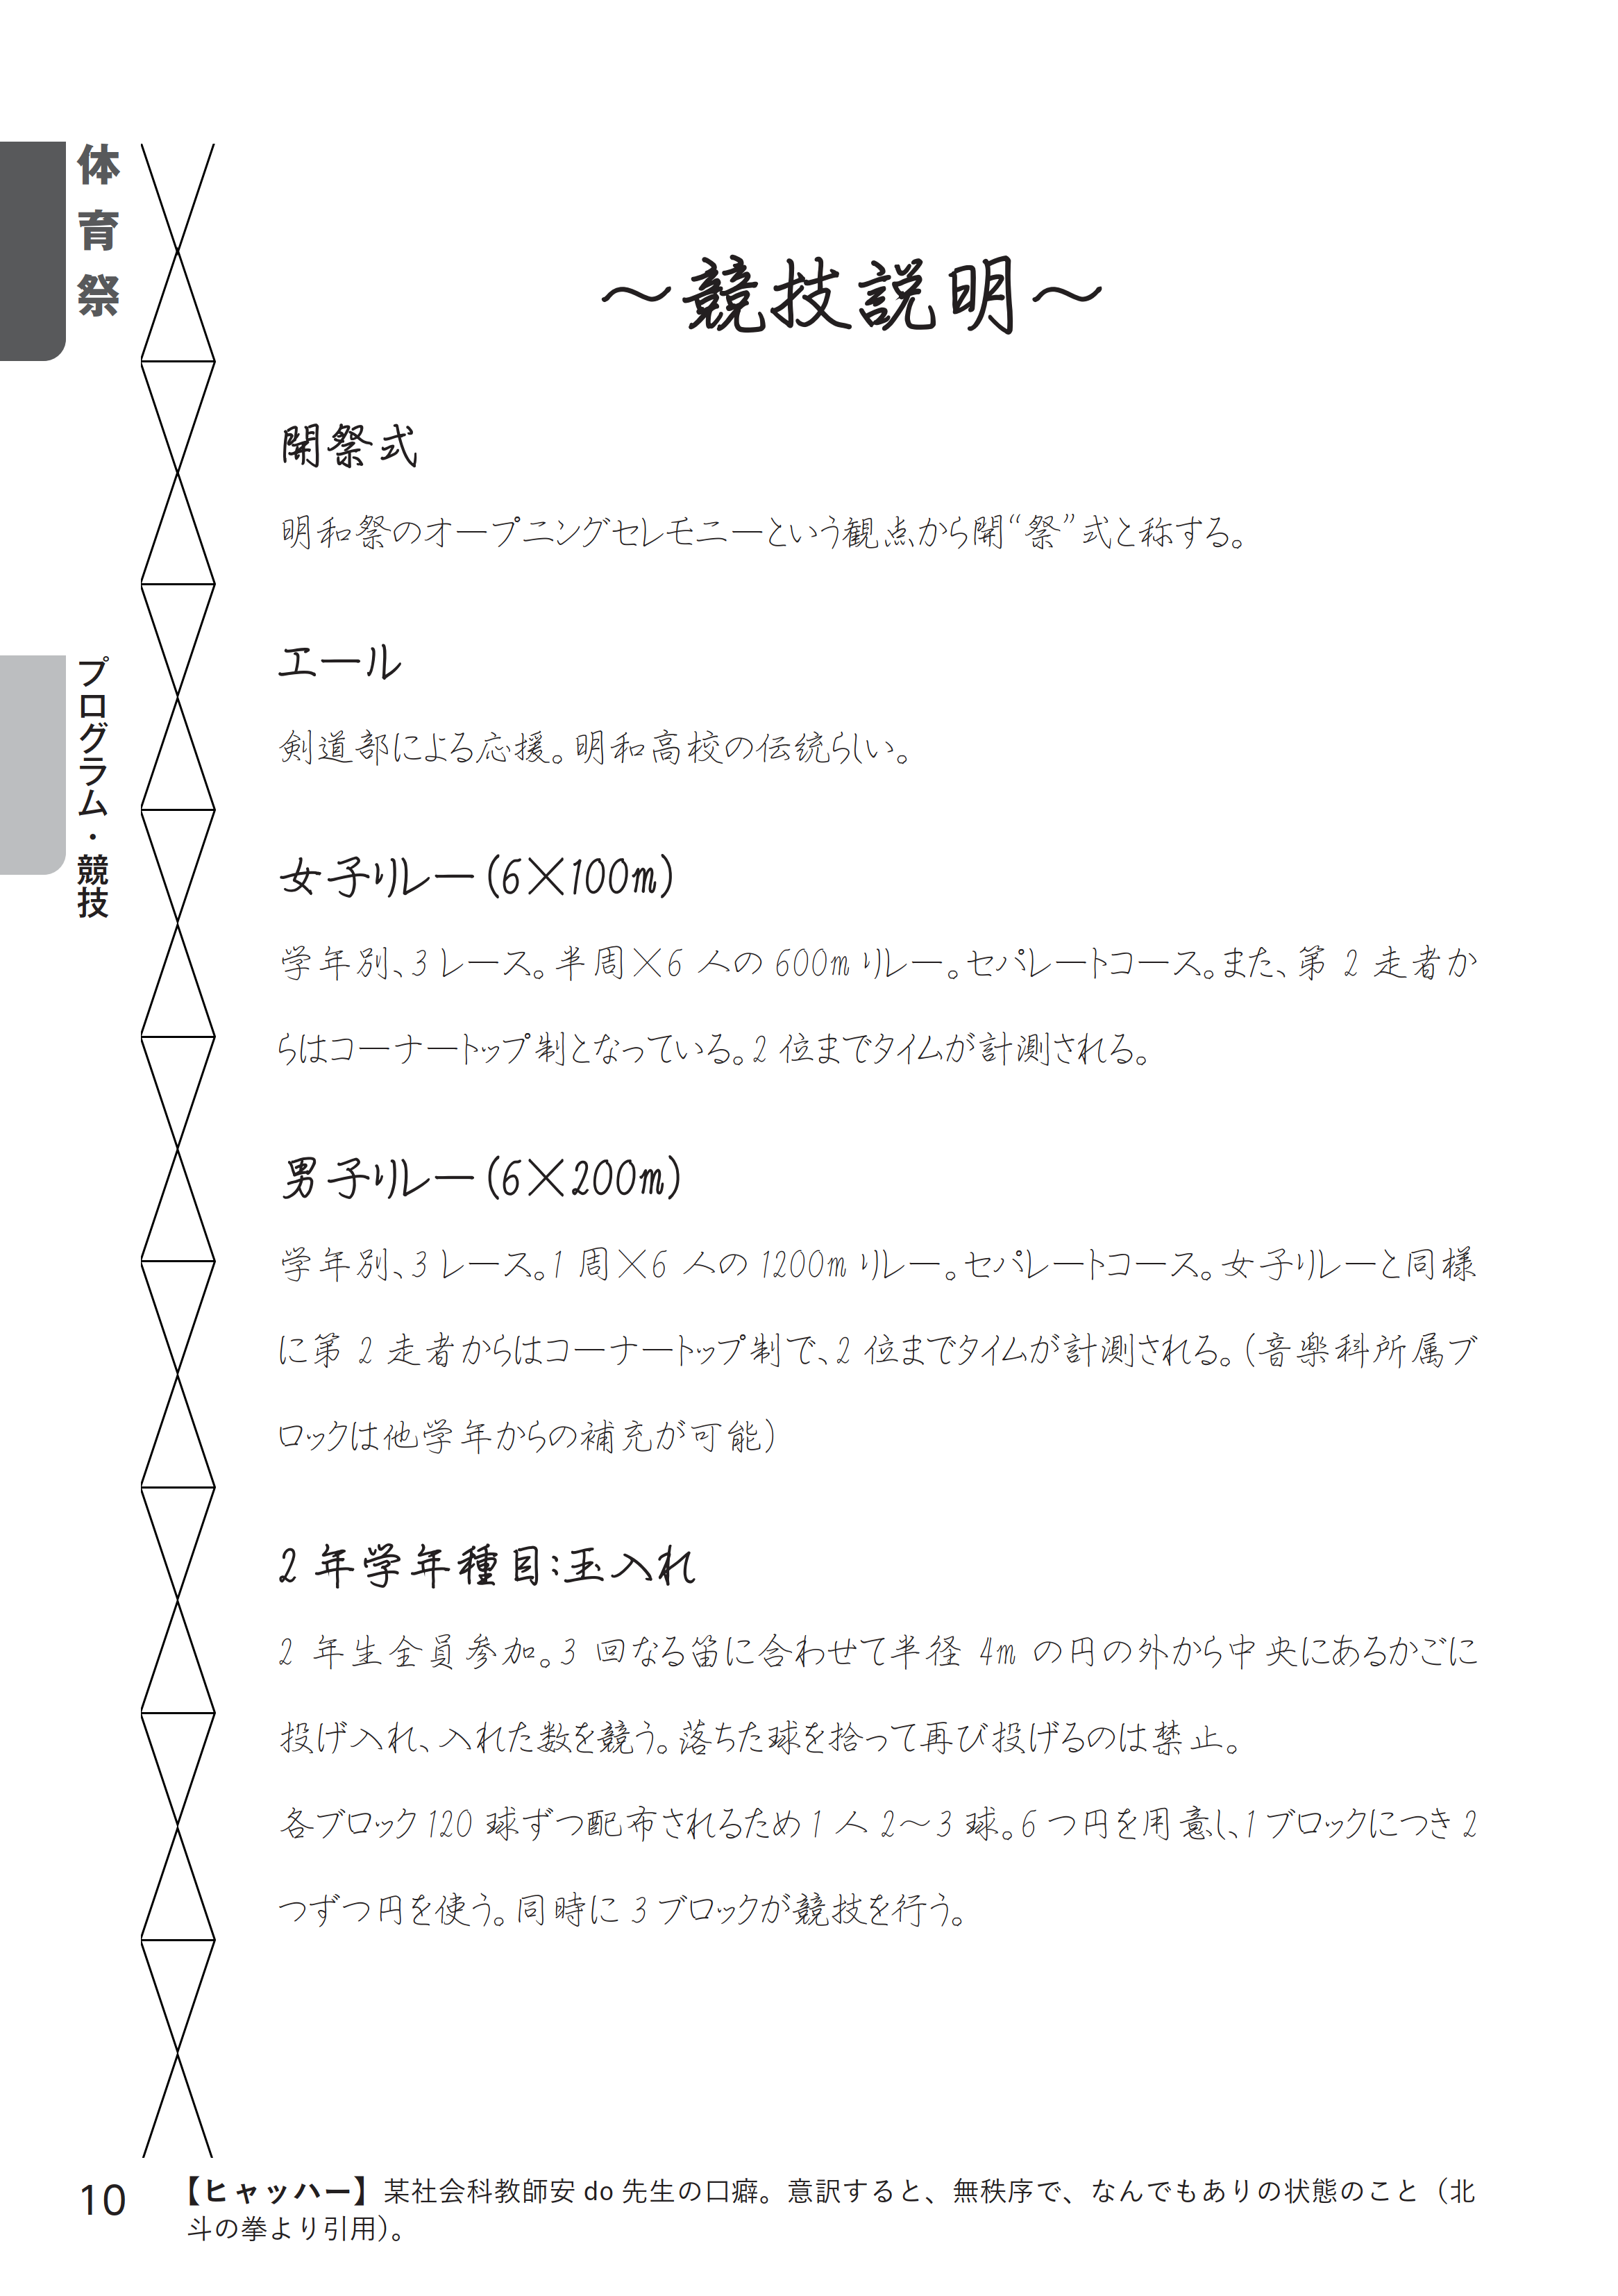 体育祭
プログラム・競技
～競技説明～
開祭式
明和祭のオープニングセレモニーという観点から開“祭”式と称する。
エール
剣道部による応援。明和高校の伝統らしい。
女子リレー（6×100m）
学年別、3レース。半周×6 人の 600m リレー。セパレートコース。また、第 2 走者か
らはコーナートップ制となっている。2 位までタイムが計測される。
男子リレー（6×200m）
学年別、3レース。1 周×6 人の 1200m リレー。セパレートコース。女子リレーと同様
に第 2 走者からはコーナートップ制で、2 位までタイムが計測される。（音楽科所属ブ
ロックは他学年からの補充が可能）
2 年学年種目：玉入れ
2 年生全員参加。3 回なる笛に合わせて半径 4m の円の外から中央にあるかごに
投げ入れ、入れた数を競う。落ちた球を拾って再び投げるのは禁止。
各ブロック 120 球ずつ配布されるため 1 人 2～3 球。6 つ円を用意し、1 ブロックにつき 2
つずつ円を使う。同時に 3 ブロックが競技を行う。
10
【ヒャッハー】某社会科教師安 do 先生の口癖。意訳すると、無秩序で、なんでもありの状態のこと（北
斗の拳より引用）。